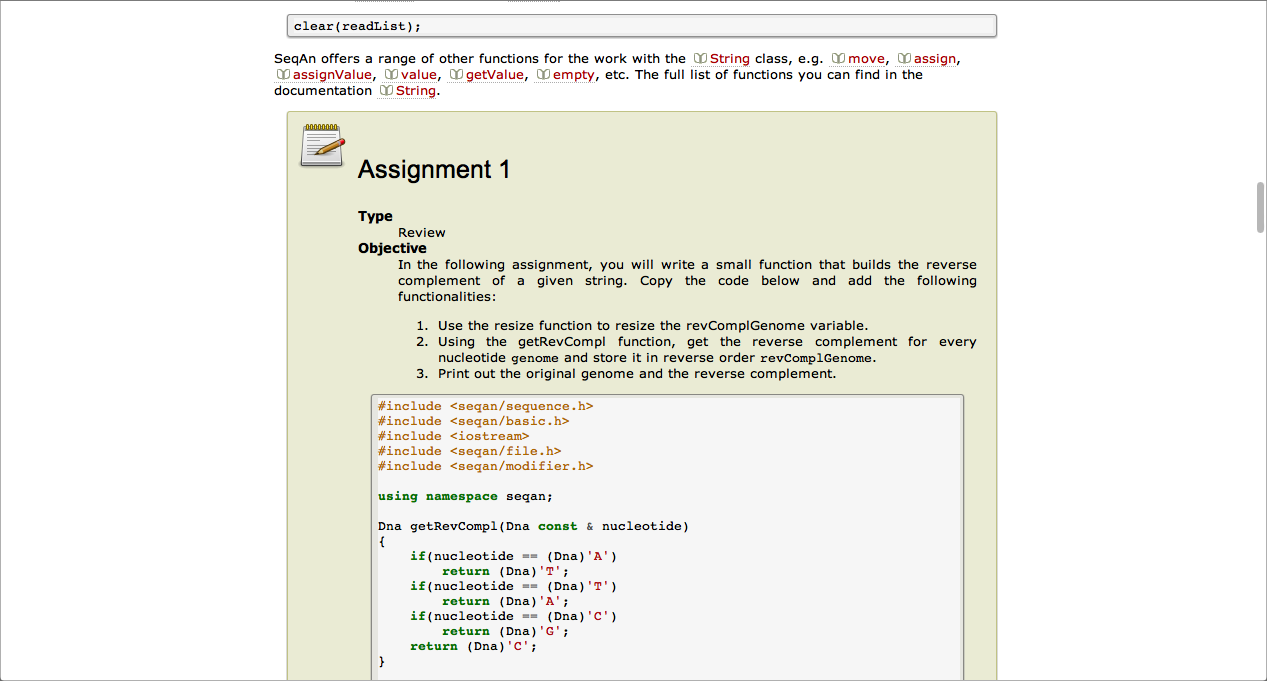 clear(readList);
SeqAn offers a range of other functions for the work with the String class, e.g. move, assign,
assignValue, value, getValue, empty, etc. The full list of functions you can find in the
documentation String.
Assignment 1
Type
Review
Objective
In the following assignment, you will write a small function that builds the reverse
complement of a given string. Copy the code below and add the following
functionalities:
1. Use the resize function to resize the revComplGenome variable.
2. Using the getRevCompl function, get the reverse complement for every
nucleotide genome and store it in reverse order revComplGenome.
3. Print out the original genome and the reverse complement.
#include <seqan/sequence.h>
#include <seqan/basic.h>
#include <iostream>
#include <seqan/file.h>
#include <seqan/modifier.h>
using namespace seqan;
Dna getRevCompl(Dna const & nucleotide)
{
if(nucleotide == (Dna)'A')
return (Dna)'T';
if(nucleotide == (Dna)'T')
return (Dna)'A';
if(nucleotide == (Dna)'C')
return (Dna)'G';
return (Dna)'C';
}